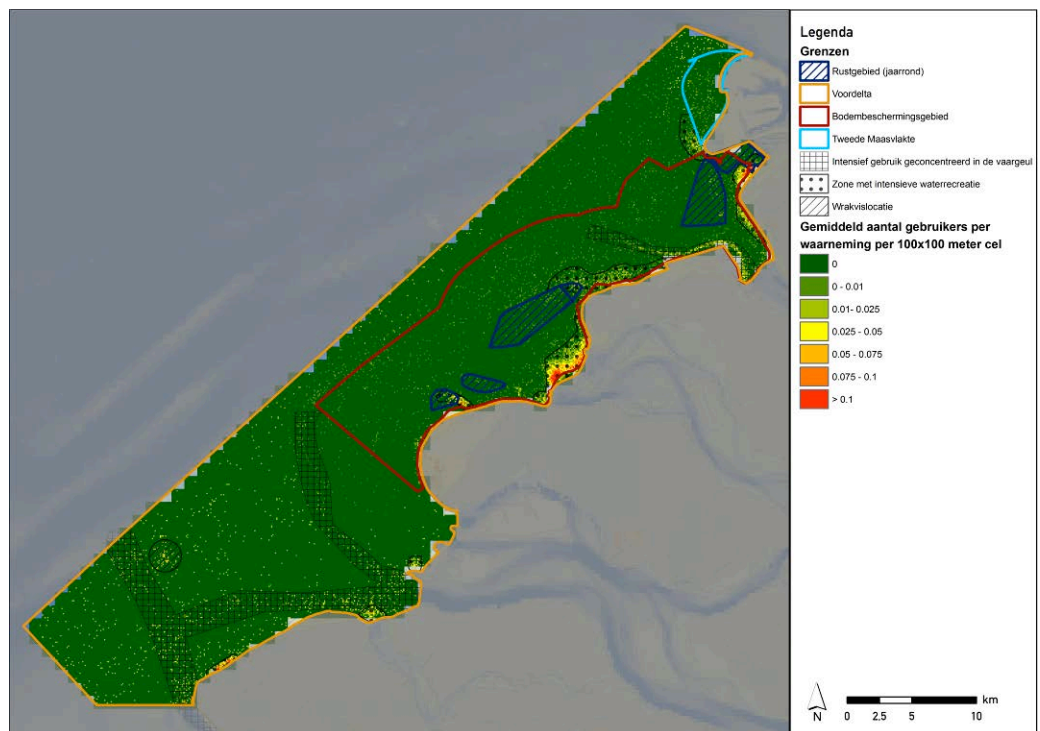 Legenda
Grenzen
Rustgebied (jaarrond)
Voordelta
Bodembeschermingsgebied
Tweede Maasvlakte
Intensief gebruik geconcentreerd in de vaargeul
Zone met intensieve waterrecreatie
Wrakvislocatie
Gemiddeld aantal gebruikers per
waarneming per 100x100 meter cel
0
0 - 0.01
0.01- 0.025
0.025 - 0.05
0.05 - 0.075
0.075 - 0.1
> 0.1
N
km
0 2.5 5 10